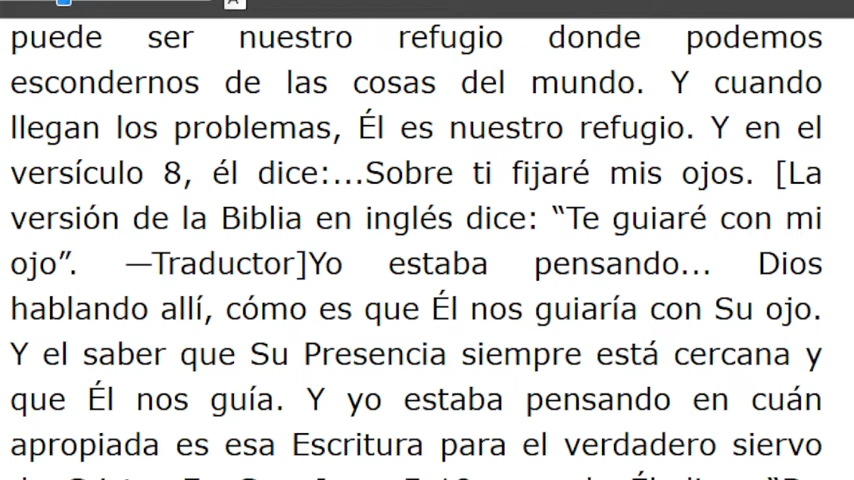 puede ser nuestro refugio donde podemos
escondernos de las cosas del mundo. Y cuando
llegan los problemas, Él es nuestro refugio. Y en el
versículo 8, él dice:...Sobre ti fijaré mis ojos. [La
versión de la Biblia en inglés dice: “Te guiaré con mi
ojo”. —Traductor]Yo estaba pensando... Dios
hablando allí, cómo es que Él nos guiaría con Su ojo.
Y el saber que Su Presencia siempre está cercana y
que Él nos guía. Y yo estaba pensando en cuán
apropiada es esa Escritura para el verdadero siervo